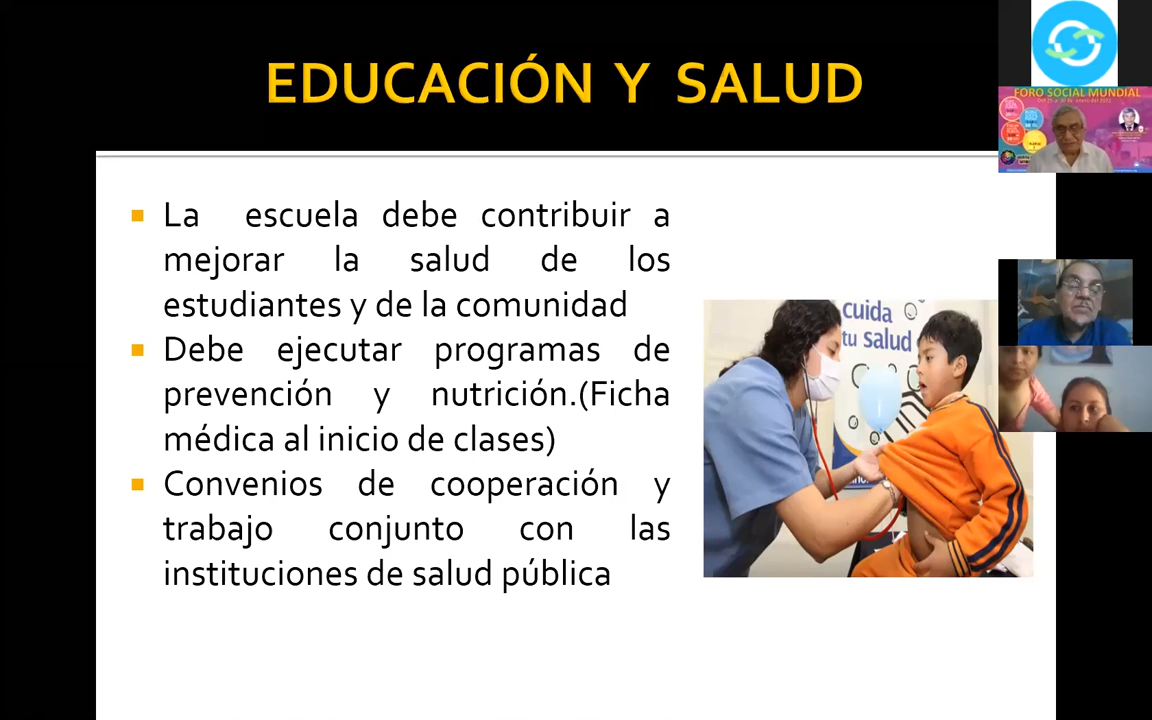 EDUCACIÓN Y SALUD
La escuela debe contribuir a
mejorar la salud de los
estudiantes y de la comunidad
Debe ejecutar programas de
prevención y nutrición.(Ficha
médica al inicio de clases)
Convenios de cooperación y
trabajo conjunto con las
instituciones de salud pública
cuida
tu salud
FORO SOCIAL MUNDIAL